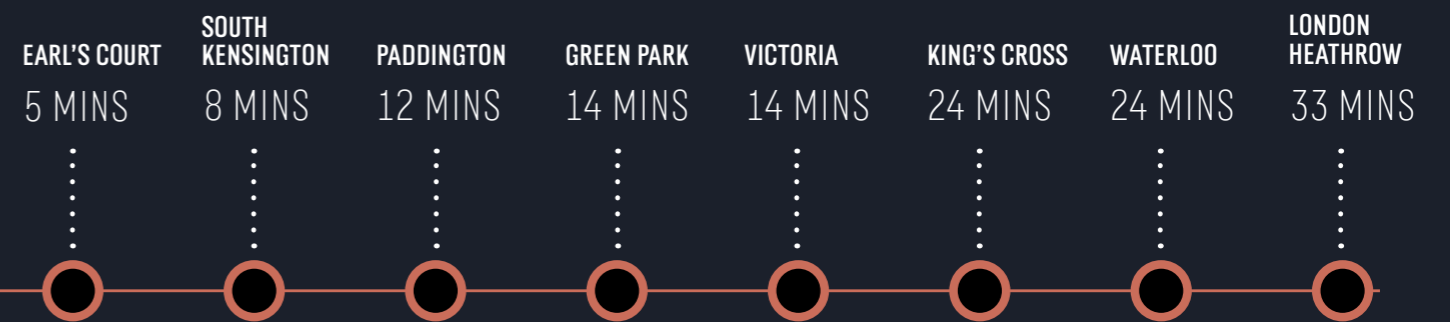 EARL'S COURT
5 MINS
SOUTH
KENSINGTON
8 MINS
PADDINGTON
12 MINS
GREEN PARK
14 MINS
VICTORIA
14 MINS
KING'S CROSS
24 MINS
WATERLOO
24 MINS
LONDON
HEATHROW
33 MINS